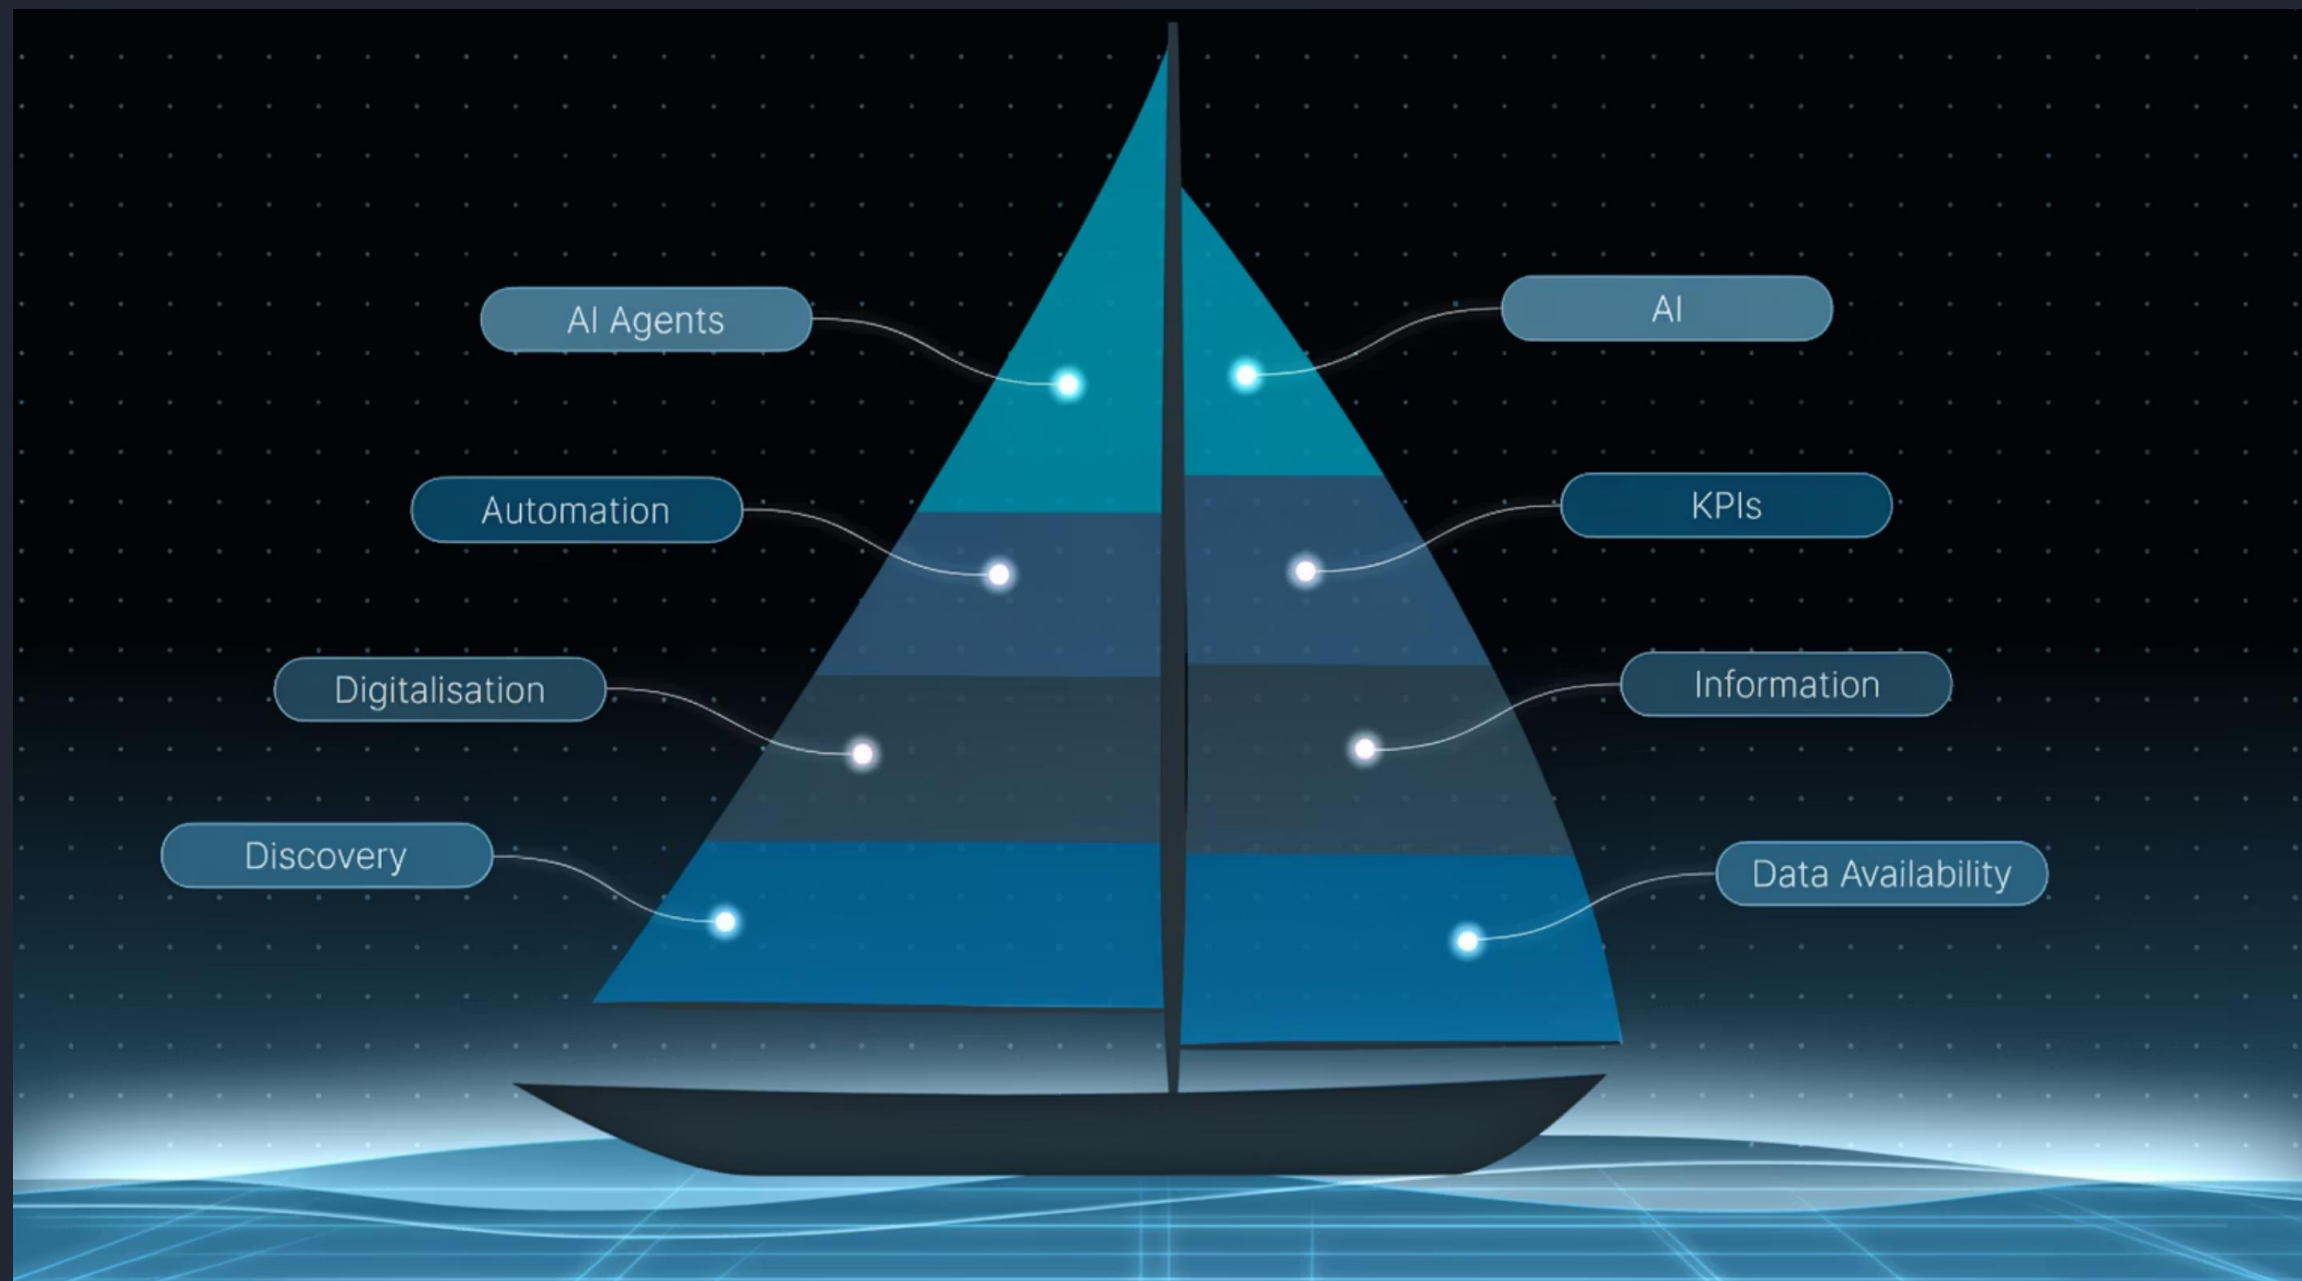 AI Agents
AI
Automation
KPIs
Digitalisation
Information
Discovery
Data Availability